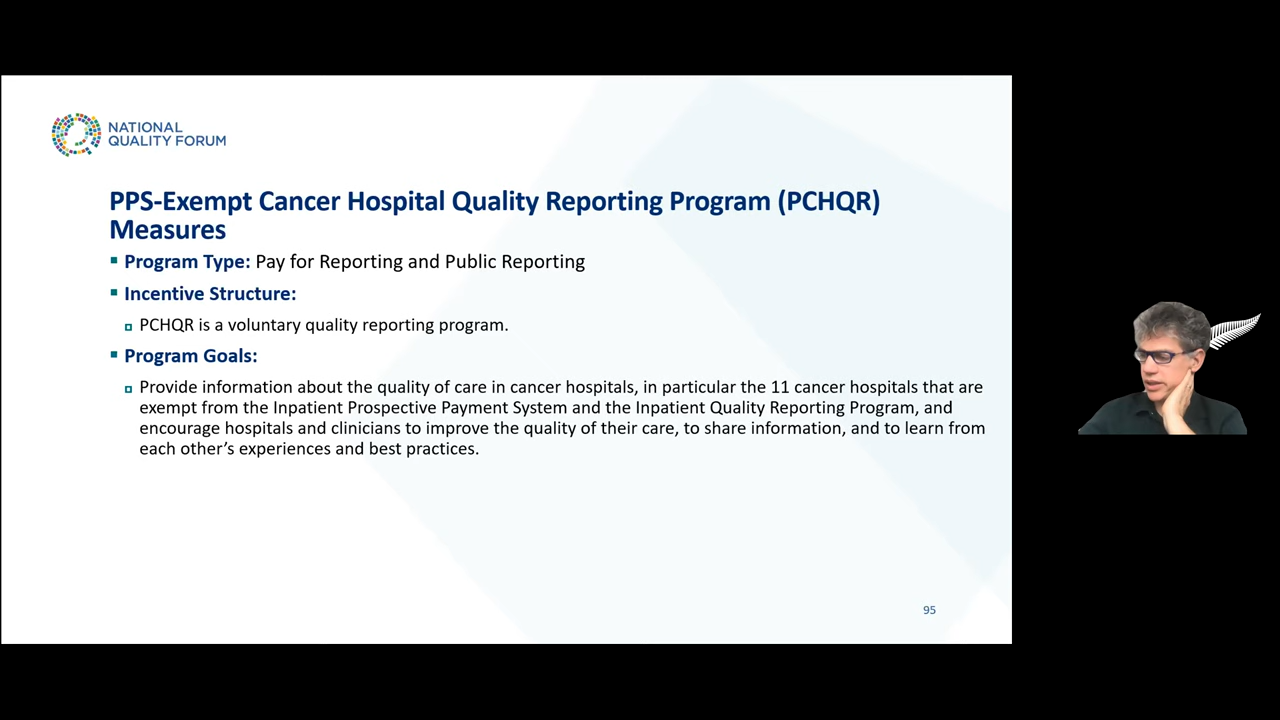 NATIONAL
QUALITY FORUM
PPS-Exempt Cancer Hospital Quality Reporting Program (PCHQR)
Measures
Program Type: Pay for Reporting and Public Reporting
Incentive Structure:
PCHQR is a voluntary quality reporting program.
Program Goals:
Provide information about the quality of care in cancer hospitals, in particular the 11 cancer hospitals that are
exempt from the Inpatient Prospective Payment System and the Inpatient Quality Reporting Program, and
encourage hospitals and clinicians to improve the quality of their care, to share information, and to learn from
each other’s experiences and best practices.
95